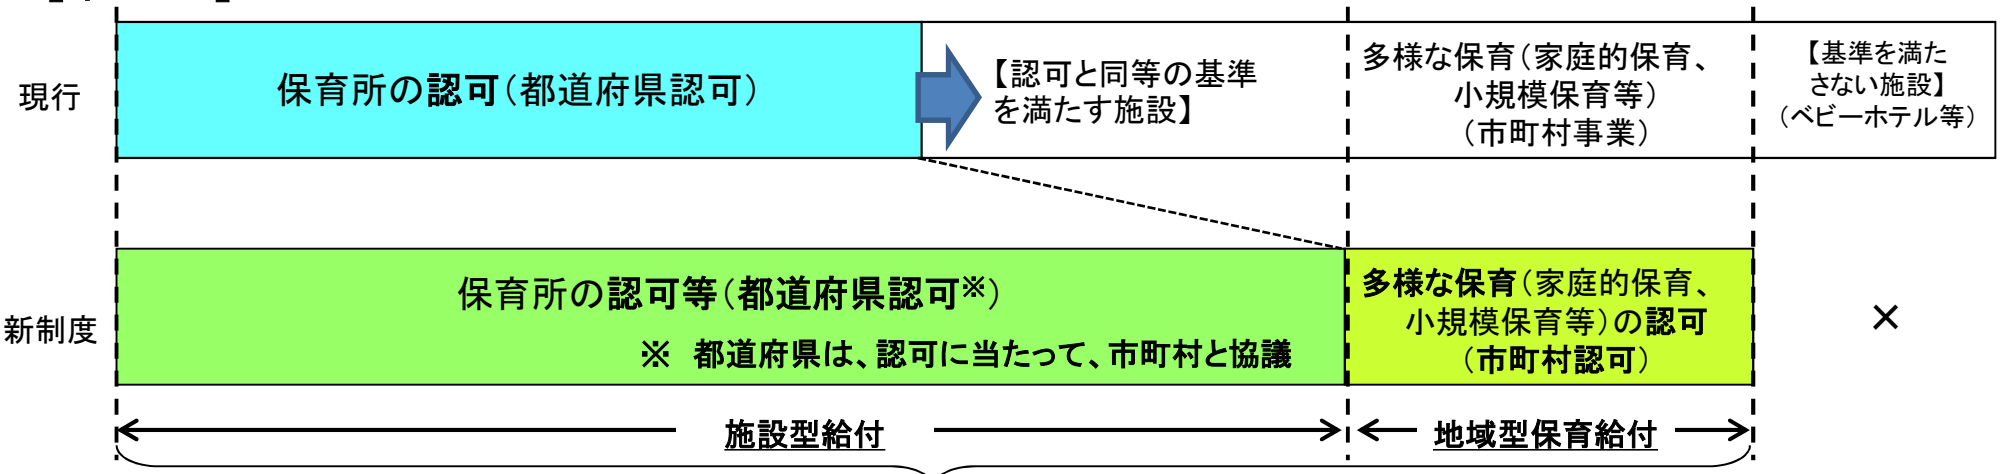 現行
保育所の認可（都道府県認可）
【認可と同等の基準
を満たす施設】
多様な保育（家庭的保育、
小規模保育等）
（市町村事業）
【基準を満た
さない施設】
（ベビーホテル等）
新制度
保育所の認可等（都道府県認可※）
※　都道府県は、認可に当たって、市町村と協議
多様な保育（家庭的保育、
小規模保育等）の認可
（市町村認可）
×
施設型給付
地域型保育給付